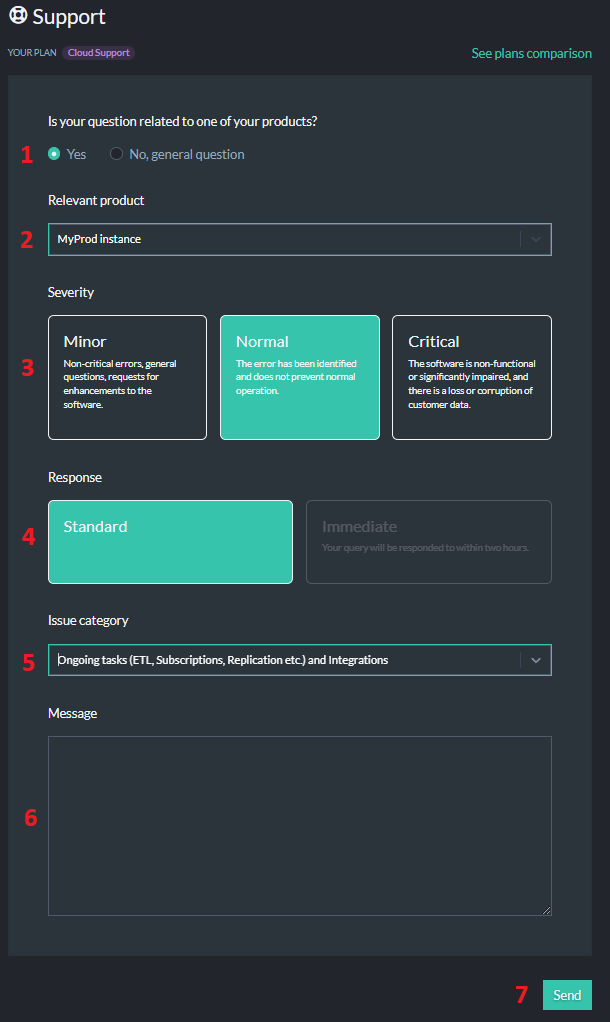 Support
YOUR PLAN Cloud Support See plans comparison
Is your question related to one of your products?
1 Yes No, general question
Relevant product
2 MyProd instance
Severity
3
Minor
Non-critical errors, general
questions, requests for
enhancements to the
software.
Normal
The error has been identified
and does not prevent normal
operation.
Critical
The software is non-functional
or significantly impaired, and
there is a loss or corruption of
customer data.
Response
4
Standard
Immediate
Your query will be responded to within two hours.
Issue category
5 Ongoing tasks (ETL, Subscriptions, Replication etc.) and Integrations
Message
6
7 Send